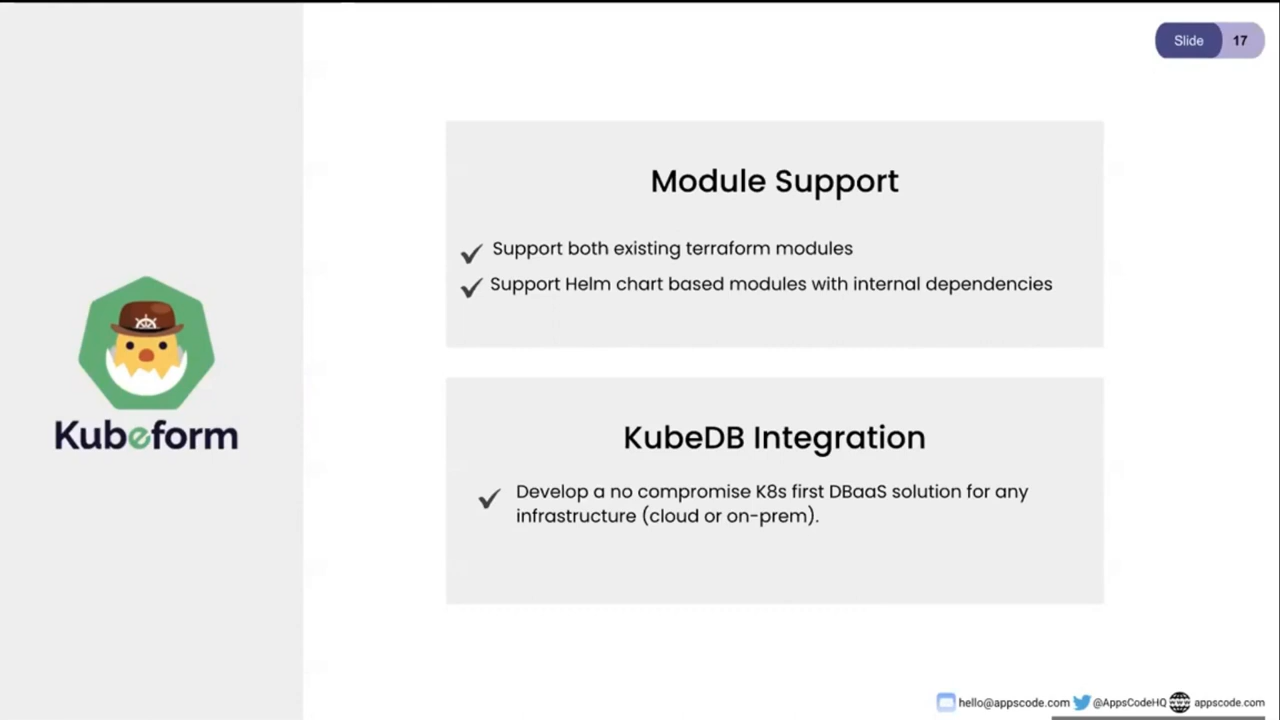 Slide 17
Module Support
Support both existing terraform modules
Support Helm chart based modules with internal dependencies
Kubeform
KubeDB Integration
Develop a no compromise K8s first DBaaS solution for any
infrastructure (cloud or on-prem).
hello@appscode.com @AppsCodeHQ appscode.com